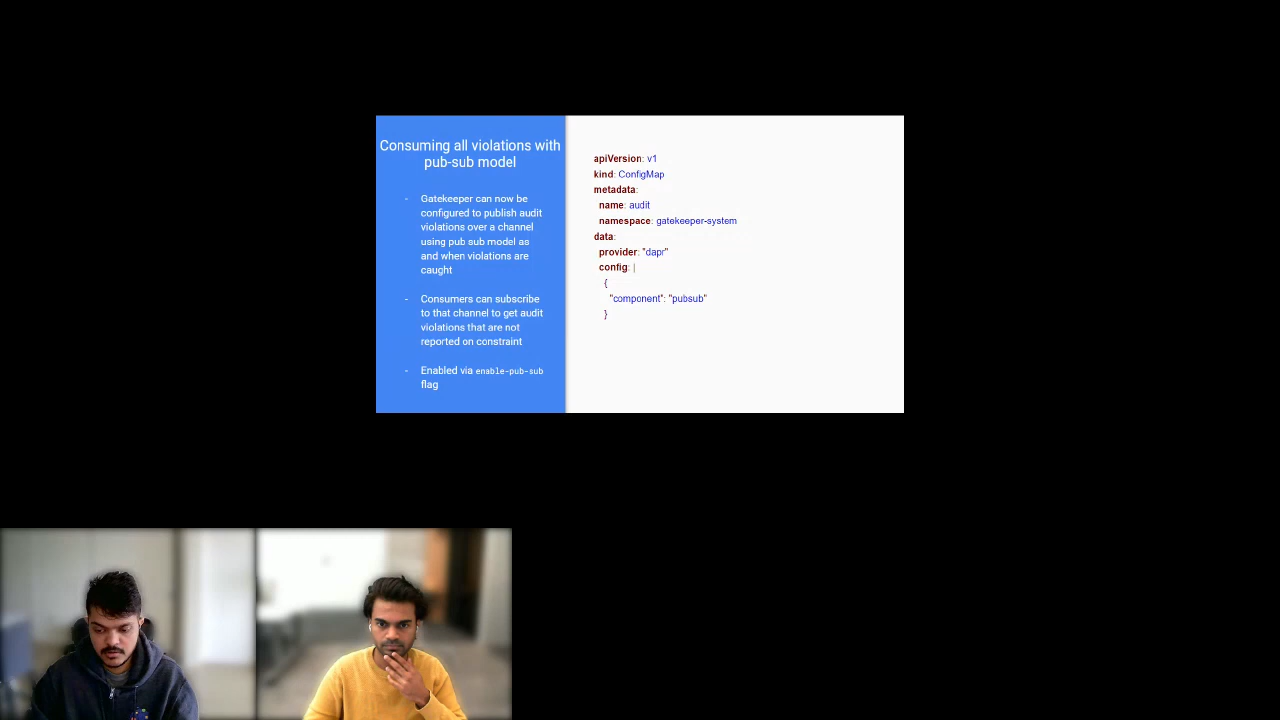 Consuming all violations with
pub-sub model
- Gatekeeper can now be
configured to publish audit
violations over a channel
using pub sub model as
and when violations are
caught
- Consumers can subscribe
to that channel to get audit
violations that are not
reported on constraint
- Enabled via enable-pub-sub
flag
apiVersion: v1
kind: ConfigMap
metadata:
name: audit
namespace: gatekeeper-system
data:
provider: "dapr"
config: |
{
"component": "pubsub"
}